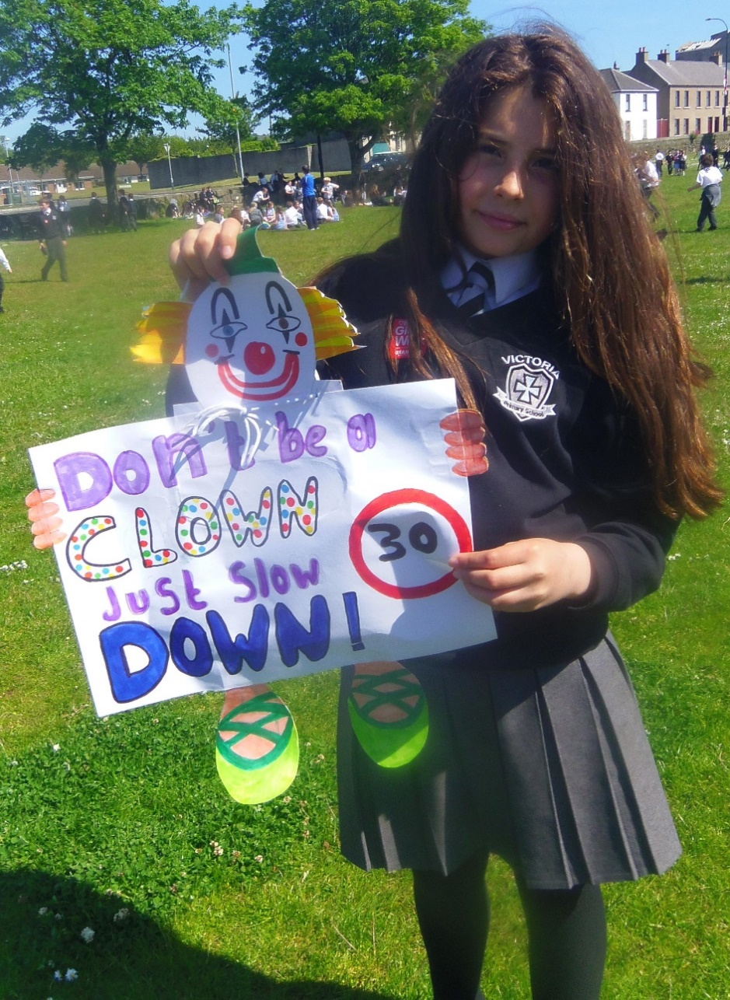 VICTORIA
Primary School
Don't be a
CLOWN
30
Just Slow
DOWN!